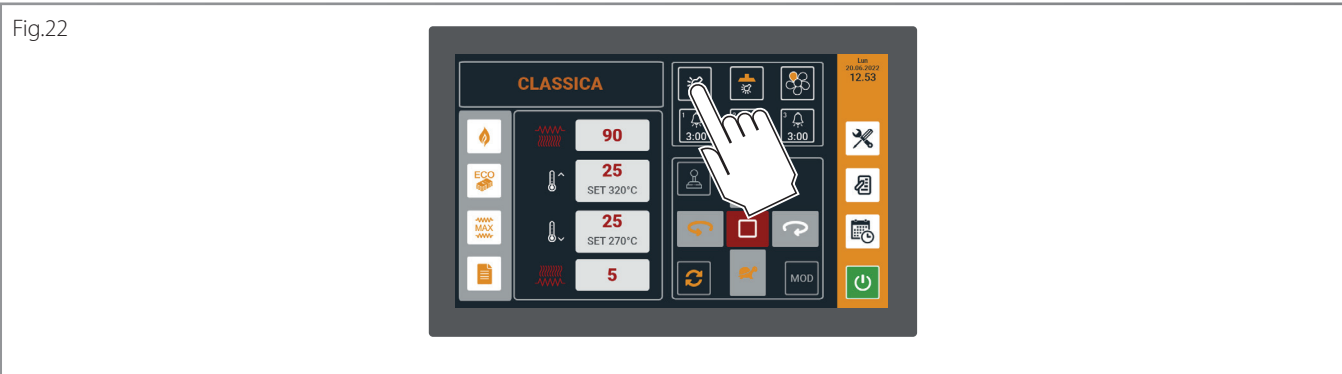 Fig.22
CLASSICA
Lun
20.06.2022
12.53
1
3:00
3
3:00
90
ECO
25
SET 320°C
MAX
25
SET 270°C
5
MOD